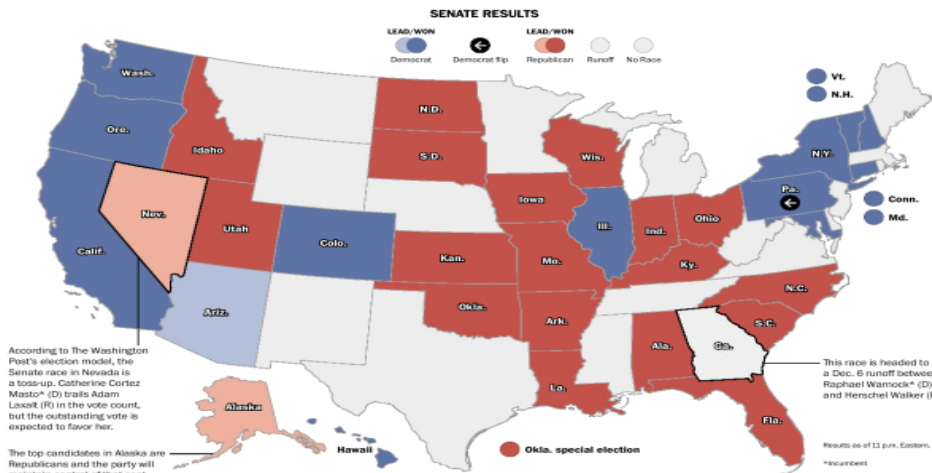 SENATE RESULTS
LEAD/WON
LEAD/WON
Democrat
Democrat flip
Republican
Runoff
No Race
Wash.
Vt.
N.H.
N.D.
Ore.
Idaho
Wis.
S.D.
N.Y.
Pa.
Iowa
Conn.
Nev.
Ohio
Md.
Utah
Ill.
Ind.
Colo.
Calif.
Kan.
Mo.
Ky.
N.C.
Okla.
Ariz.
Ark.
S.C.
Ala.
Ga.
La.
Fla.
According to The Washington
Post's election model, the
Senate race in Nevada is
a toss-up. Catherine Cortez
Masto* (D) trails Adam
Laxalt (R) in the vote count,
but the outstanding vote is
expected to favor her.
This race is headed to
a Dec. 6 runoff between
Raphael Warnock* (D)
and Herschel Walker (R
Alaska
Hawaii
Okla. special election
The top candidates in Alaska are
Republicans and the party will
Results as of 11 p.m. Eastern.
*Incumbent